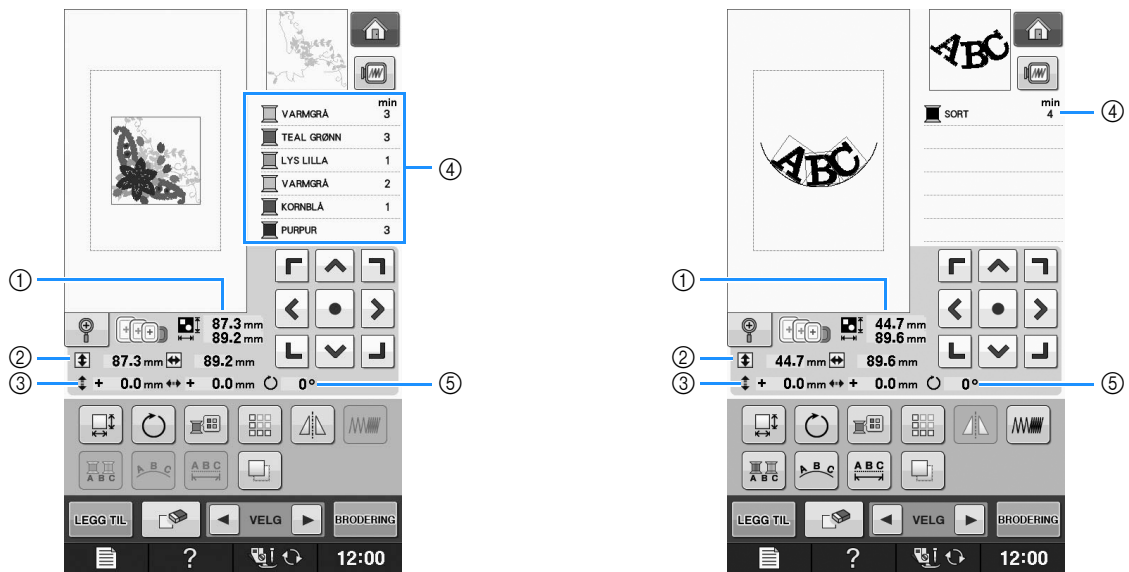 min
VARMGRÅ 3
TEAL GRØNN 3
LYS LILLA 1
VARMGRÅ 2
KORNBLÅ 1
PURPUR 3
④
①
87.3 mm
89.2 mm
② 87.3 mm 89.2 mm
③ + 0.0 mm + 0.0 mm 0° ⑤
A B C
A B C
A B C
LEGG TIL VELG BRODERING
? 12:00
ABC
min
SORT 4 ④
ABC
①
44.7 mm
89.6 mm
② 44.7 mm 89.6 mm
③ + 0.0 mm + 0.0 mm 0° ⑤
A B C
A B C
A B C
LEGG TIL VELG BRODERING
? 12:00